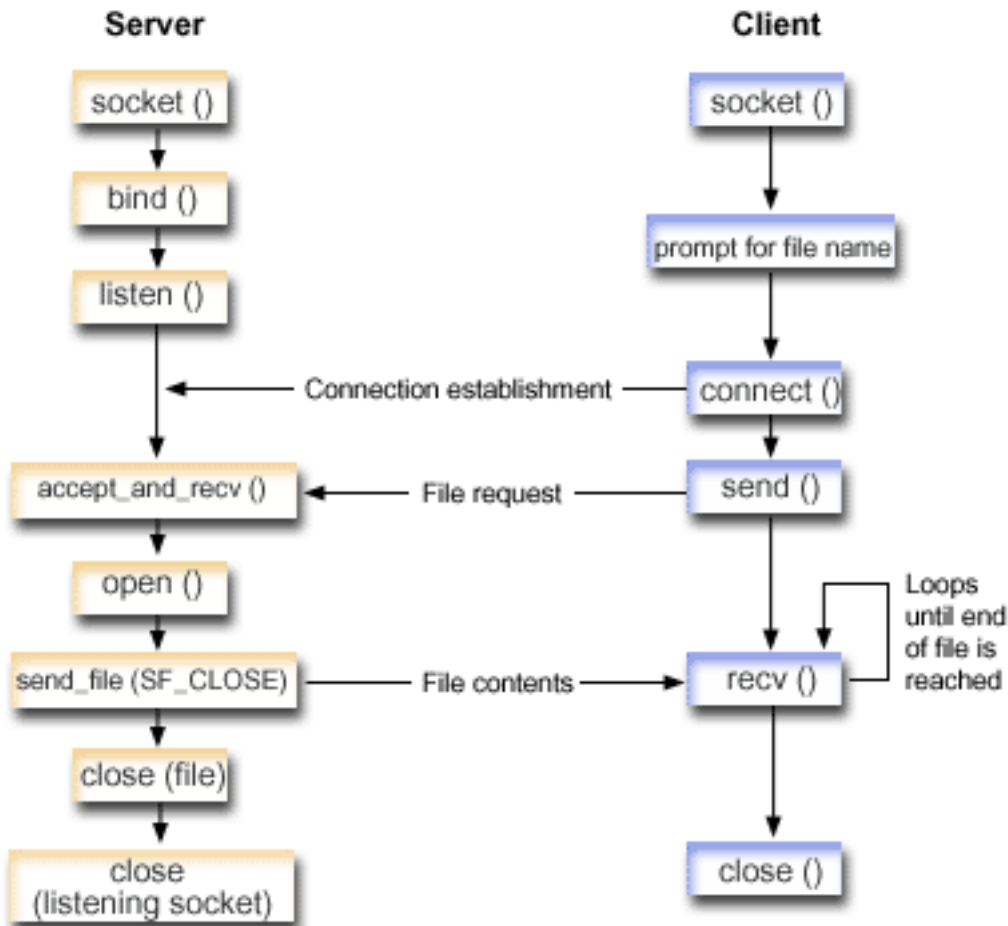 Server
Client
socket ()
socket ()
bind ()
prompt for file name
listen ()
Connection establishment
connect ()
accept_and_recv ()
File request
send ()
open ()
Loops
until end
of file is
reached
send_file (SF_CLOSE)
File contents
recv ()
close (file)
close
(listening socket)
close ()